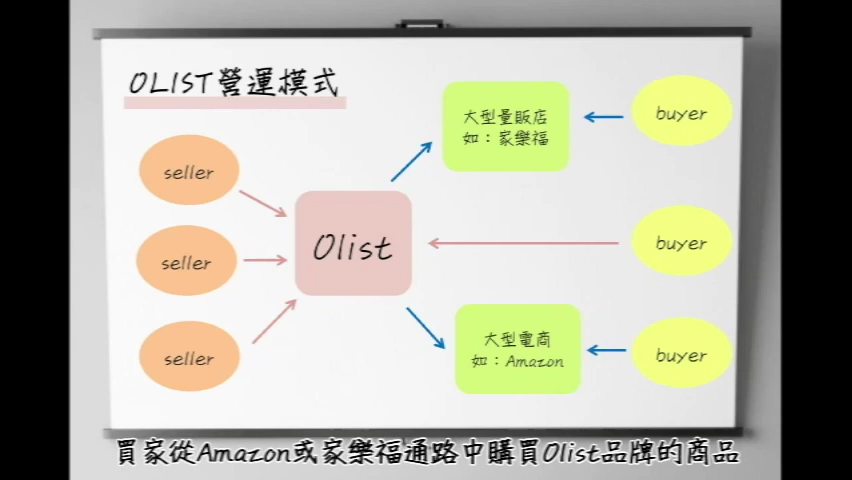 OLIST營運模式
大型量販店
如：家樂福
buyer
seller
Olist
buyer
seller
大型電商
如：Amazon
buyer
seller
買家從Amazon或家樂福通路中購買Olist品牌的商品